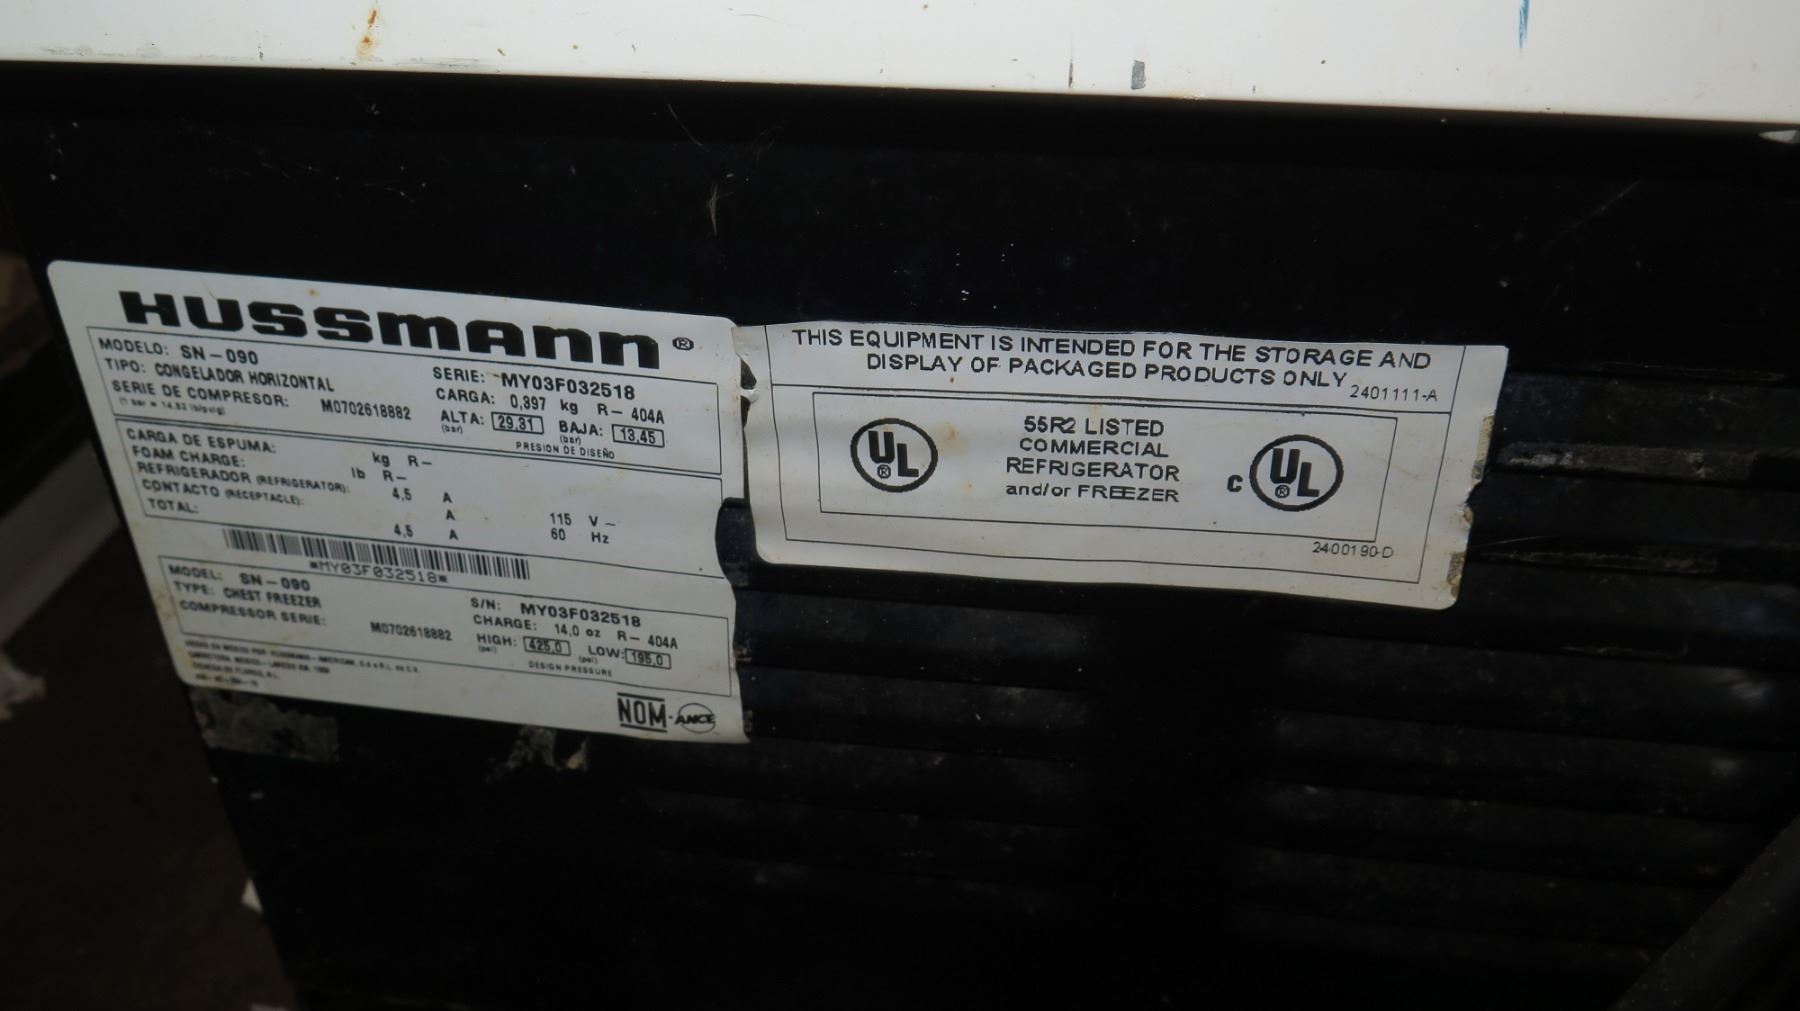 HUSSMANN®
MODELO: SN-090
TIPO: CONGELADOR HORIZONTAL
SERIE DE COMPRESOR: M0702618882
SERIE: MY03F032518
CARGA: 0,397 kg R- 404A
ALTA: 29,31 BAJA: 13,45
(bar) (bar)
PRESION DE DISEÑO
CARGA DE ESPUMA: kg R-
FOAM CHARGE: lb R-
REFRIGERADOR (REFRIGERATOR): 4,5 A
CONTACTO (RECEPTACLE): A 115 V ~
TOTAL: 4,5 A 60 Hz
*MY03F032518*
MODEL: SN-090
TYPE: CHEST FREEZER
COMPRESSOR SERIE: M0702618882
S/N: MY03F032518
CHARGE: 14,0 oz R- 404A
HIGH: 425,0 LOW: 195,0
(psi) (psi)
DESIGN PRESSURE
NOM-ANCE
THIS EQUIPMENT IS INTENDED FOR THE STORAGE AND
DISPLAY OF PACKAGED PRODUCTS ONLY
2401111-A
UL®
55R2 LISTED
COMMERCIAL
REFRIGERATOR
and/or FREEZER
C UL®
2400190-D